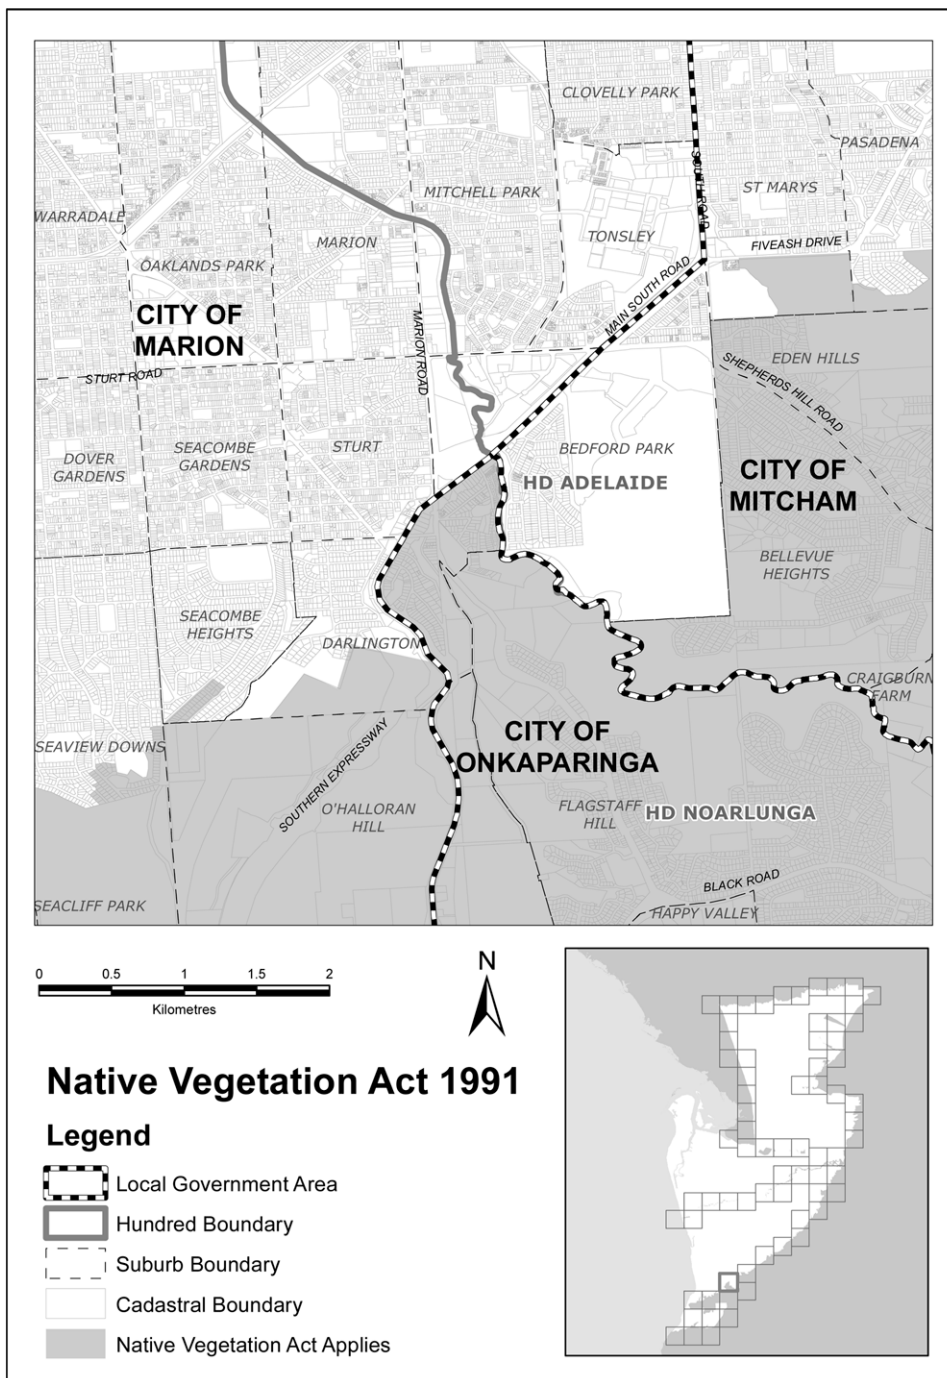 CLOVELLY PARK
PASADENA
SOUTH ROAD
MITCHELL PARK
ST MARYS
WARRADALE
MARION
TONSLEY
FIVEASH DRIVE
OAKLANDS PARK
MAIN SOUTH ROAD
CITY OF
MARION
MARION ROAD
EDEN HILLS
SHEPHERDS HILL ROAD
STURT ROAD
DOVER
GARDENS
SEACOMBE
GARDENS
STURT
BEDFORD PARK
HD ADELAIDE
CITY OF
MITCHAM
BELLEVUE
HEIGHTS
SEACOMBE
HEIGHTS
DARLINGTON
CRAIGBURN
FARM
SEAVIEW DOWNS
SOUTHERN EXPRESSWAY
CITY OF
ONKAPARINGA
O'HALLORAN
HILL
FLAGSTAFF
HILL
HD NOARLUNGA
BLACK ROAD
SEACLIFF PARK
HAPPY VALLEY
0 0.5 1 1.5 2
Kilometres
N
Native Vegetation Act 1991
Legend
Local Government Area
Hundred Boundary
Suburb Boundary
Cadastral Boundary
Native Vegetation Act Applies